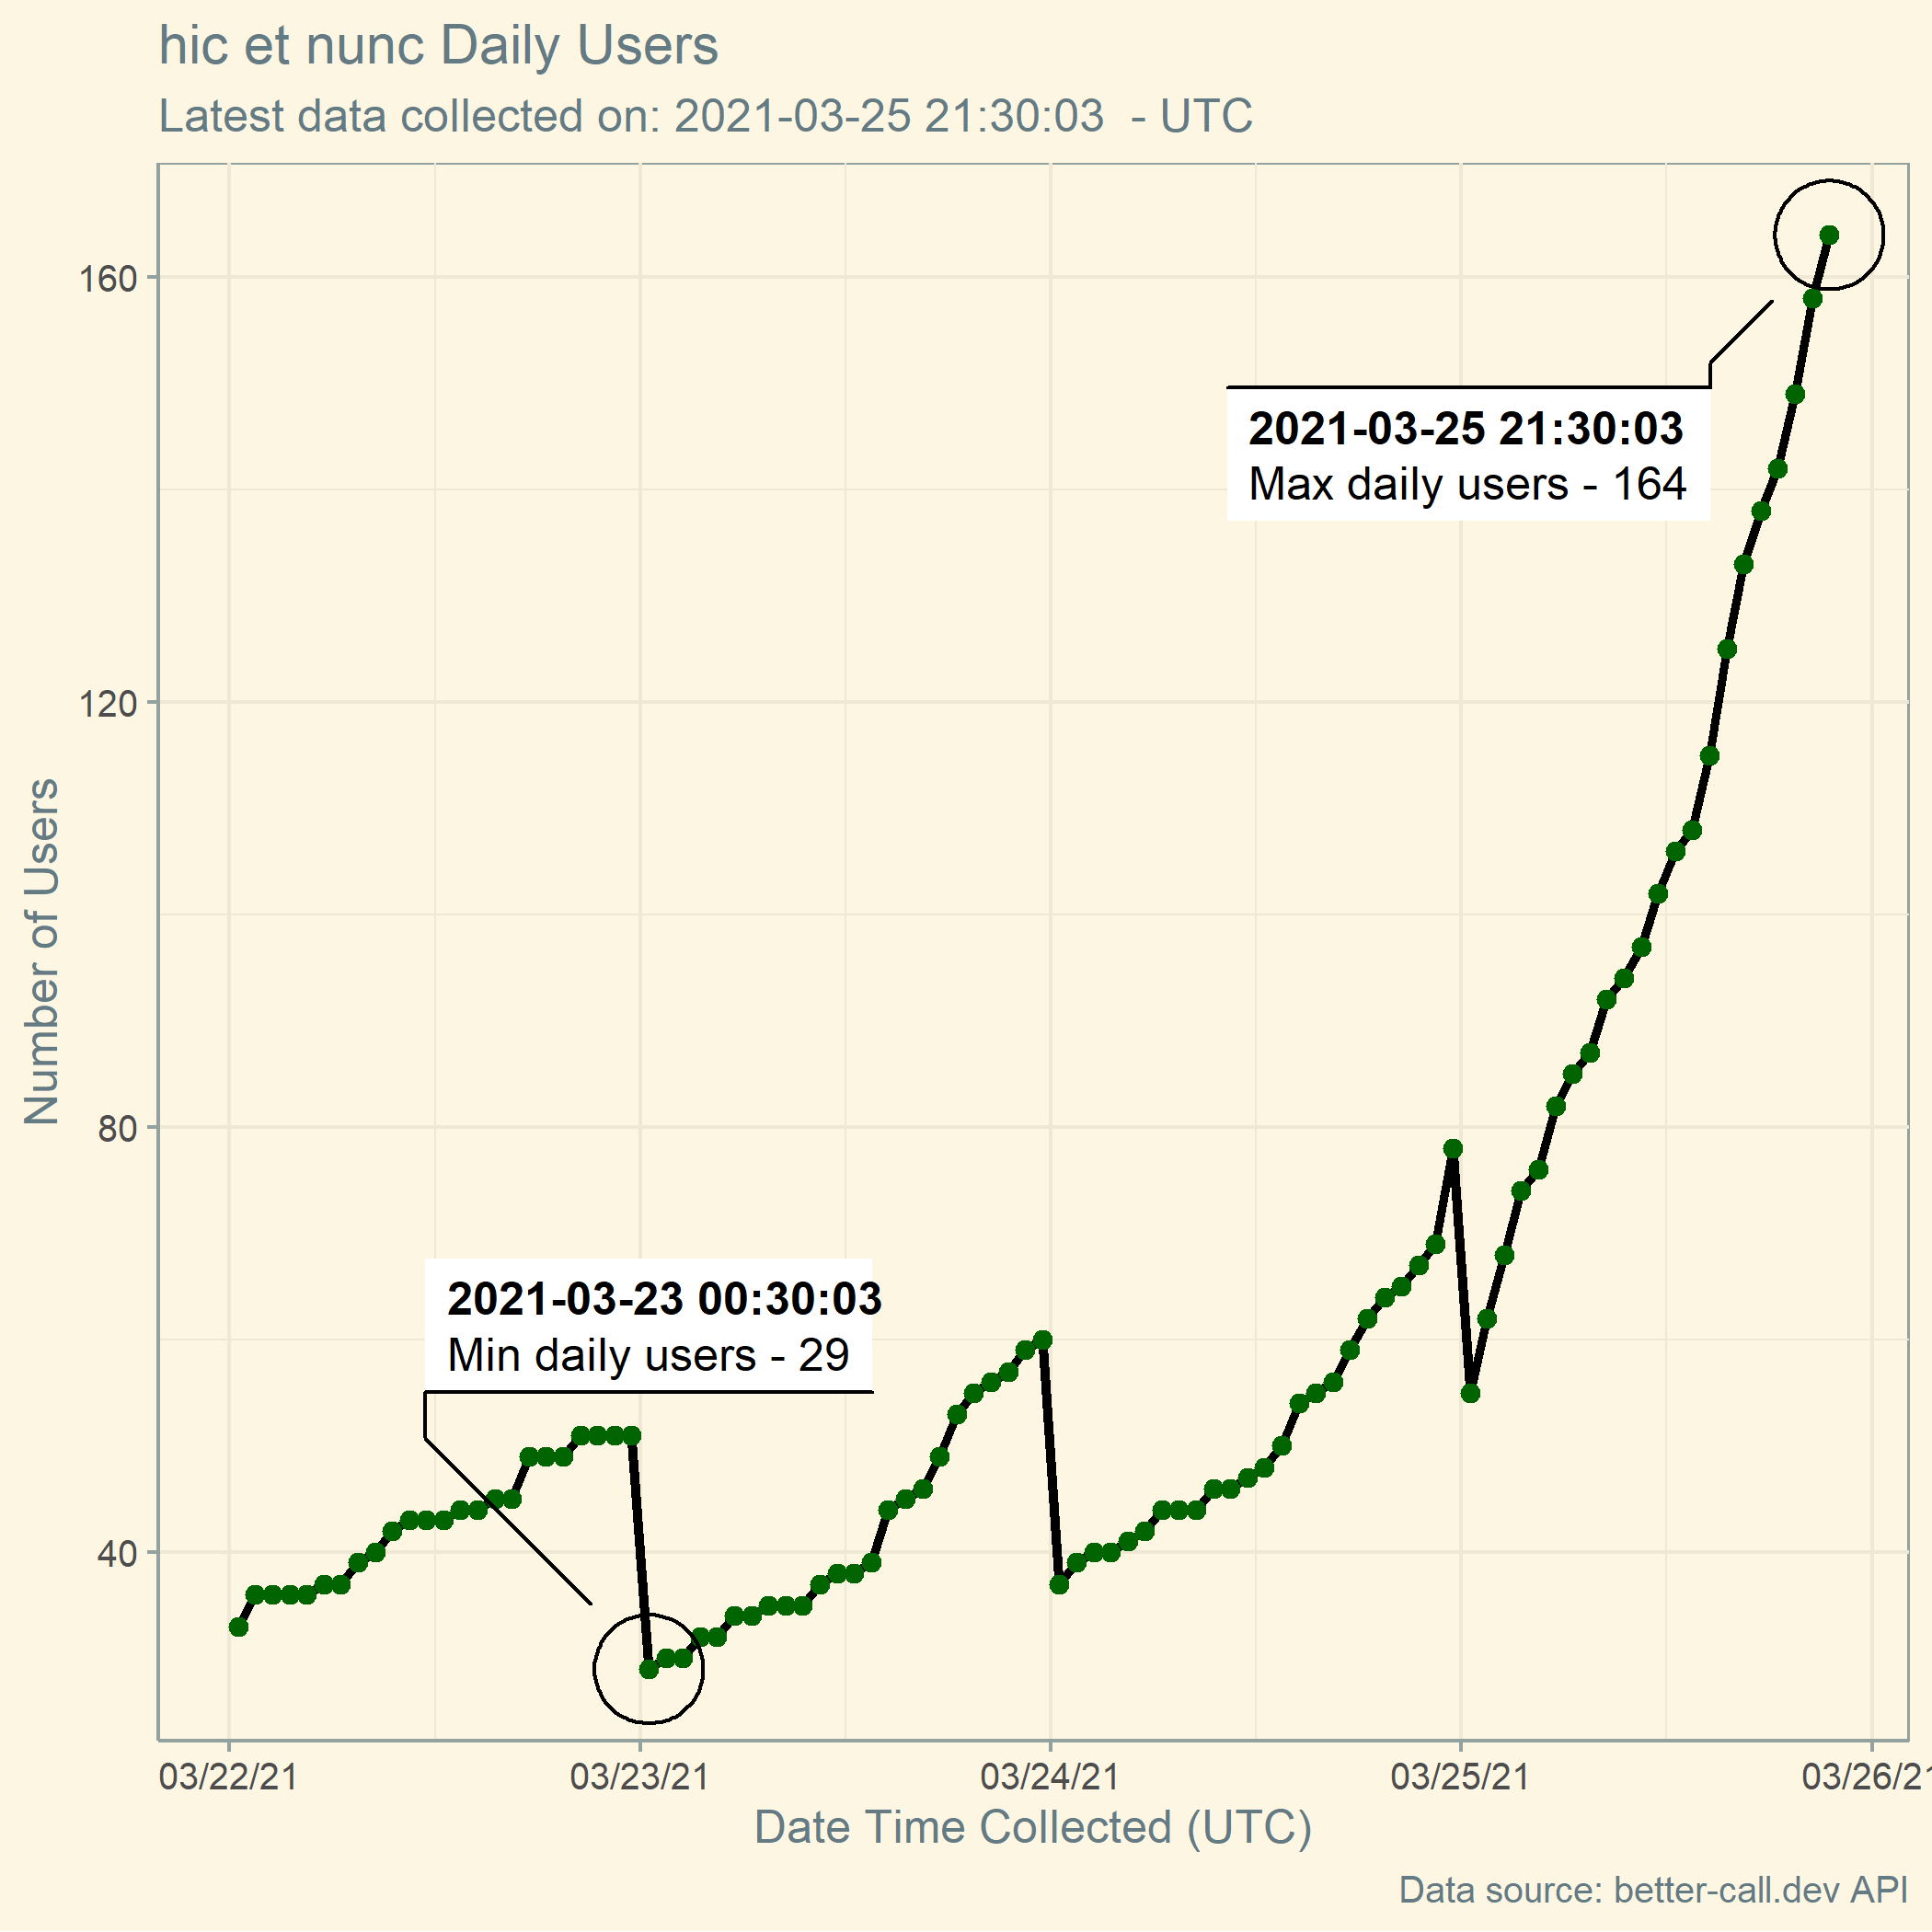 hic et nunc Daily Users
Latest data collected on: 2021-03-25 21:30:03 - UTC
160
2021-03-25 21:30:03
Max daily users - 164
120
Number of Users
80
2021-03-23 00:30:03
Min daily users - 29
40
03/22/21 03/23/21 03/24/21 03/25/21 03/26/21
Date Time Collected (UTC)
Data source: better-call.dev API